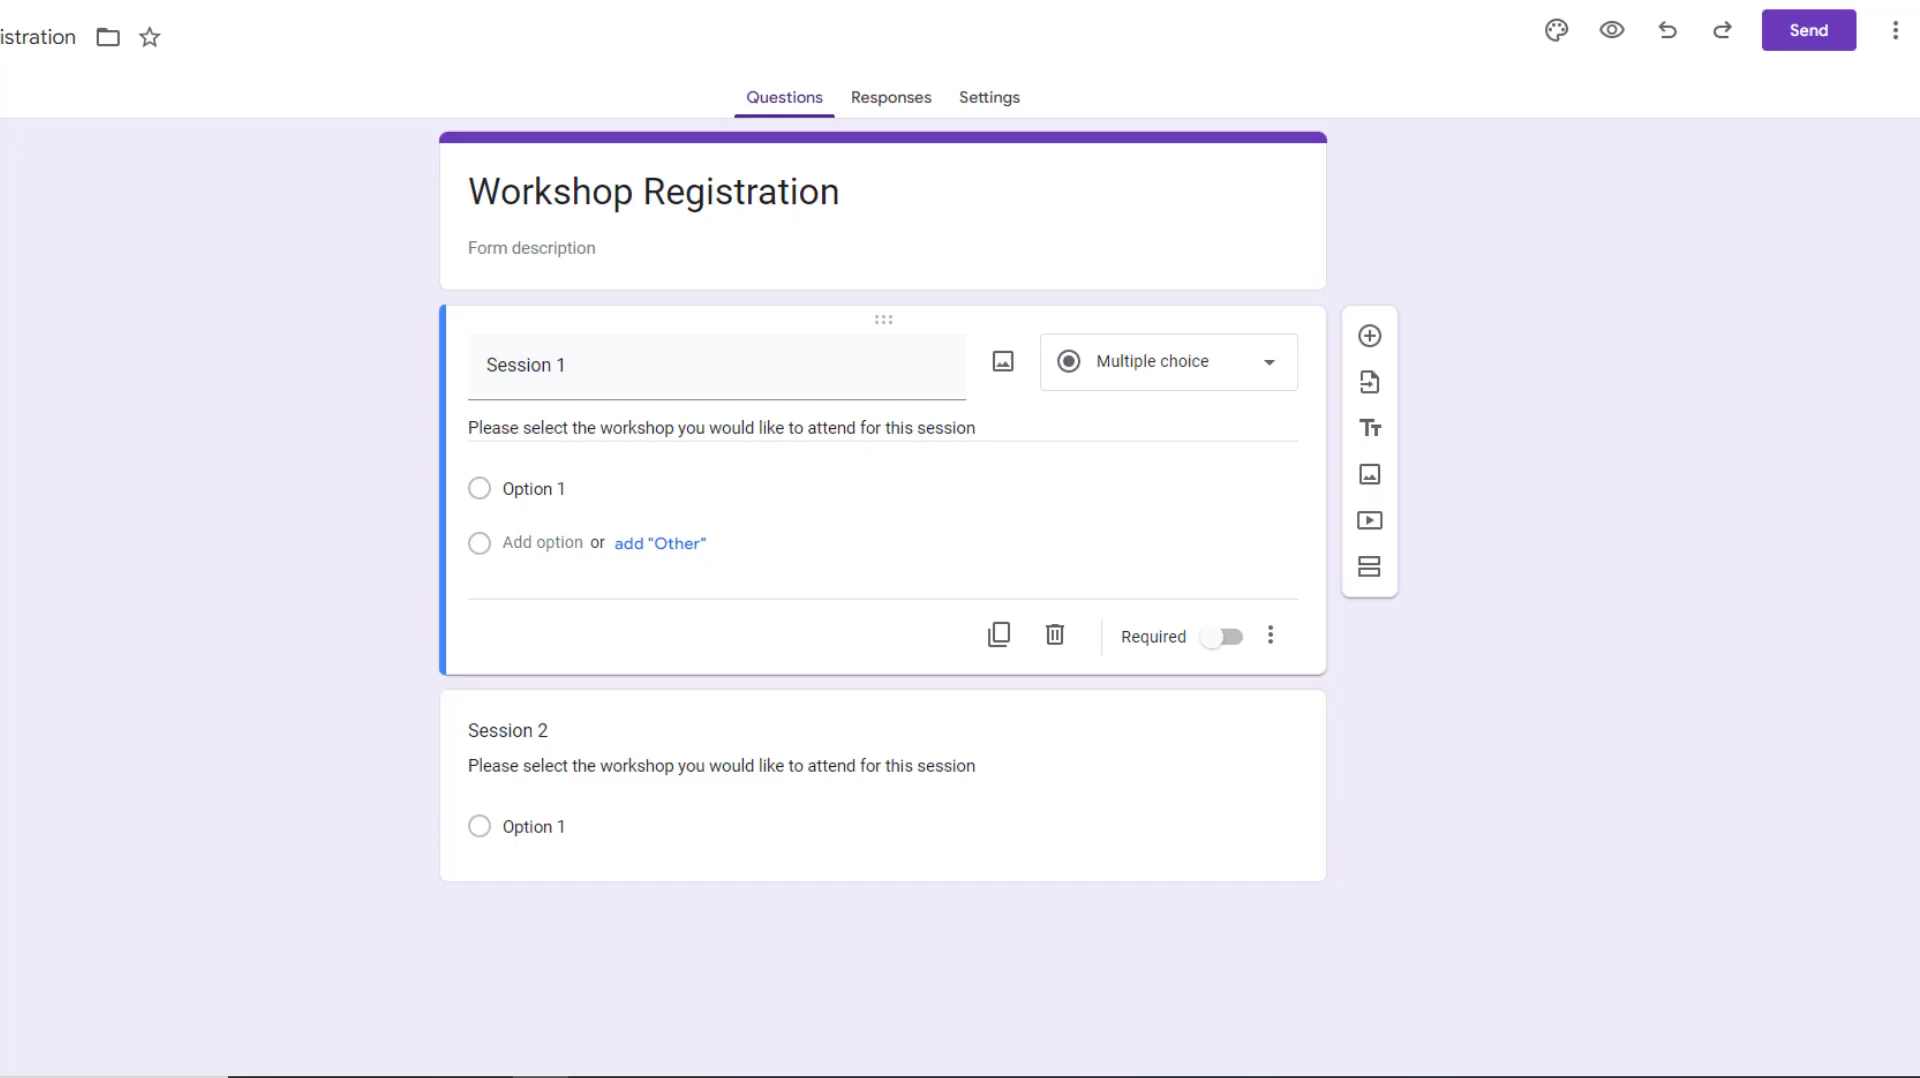 istration
Send
Questions Responses Settings
Workshop Registration
Form description
Session 1
Multiple choice
Please select the workshop you would like to attend for this session
Option 1
Add option or add "Other"
Required
Session 2
Please select the workshop you would like to attend for this session
Option 1